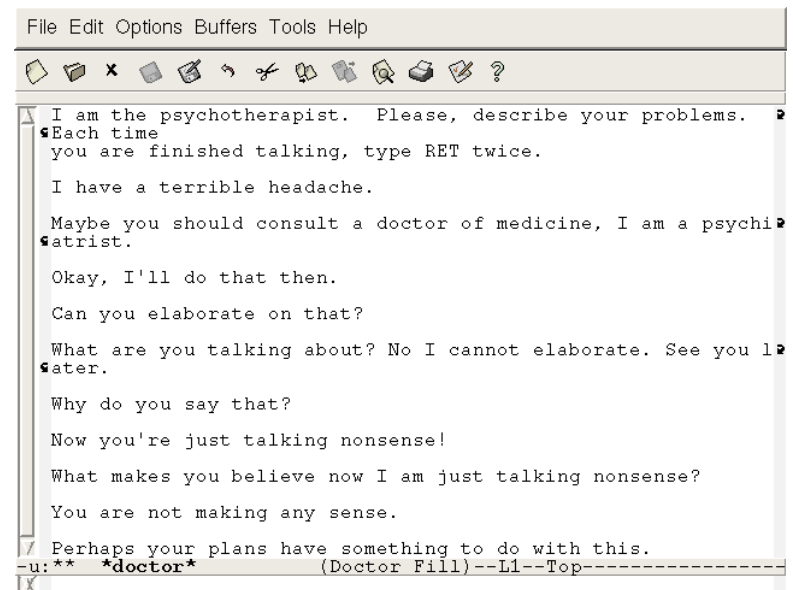 File Edit Options Buffers Tools Help
I am the psychotherapist.  Please, describe your problems.
Each time
you are finished talking, type RET twice.
I have a terrible headache.
Maybe you should consult a doctor of medicine, I am a psychi
atrist.
Okay, I'll do that then.
Can you elaborate on that?
What are you talking about? No I cannot elaborate. See you l
ater.
Why do you say that?
Now you're just talking nonsense!
What makes you believe now I am just talking nonsense?
You are not making any sense.
Perhaps your plans have something to do with this.
-u:**  *doctor*          (Doctor Fill)--L1--Top-----------------